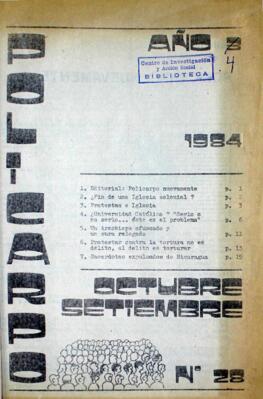 POLICARPO
AÑO 3
Centro de Investigación
y Acción Social
BIBLIOTECA
4
1984
1. Editorial: Policarpo nuevamente p. 1
2. ¿Fin de una Iglesia colonial ? p. 2
3. Protestas e Iglesia p. 3
4. ¿Universidad Católica " Serlo o
no serlo... éste es el problema" p. 6
5. Un Arzobispo ofuscado y
un cura relegado p. 11
6. Protestar contra la tortura no es
delito, el delito es torturar p. 13
7. Sacerdotes expulsados de Nicaragua p. 19
OCTUBRE
SETIEMBRE
Nº 28